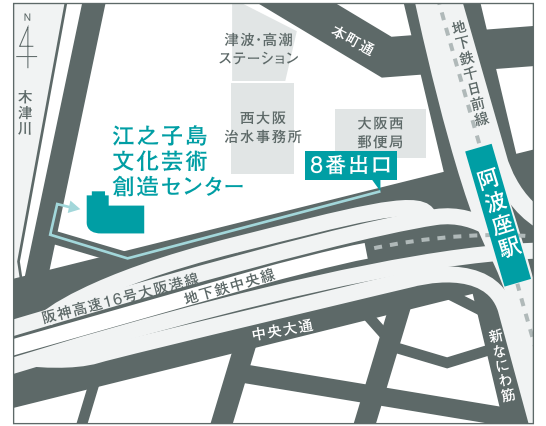 N
木津川
津波・高潮
ステーション
本町通
地下鉄千日前線
西大阪
治水事務所
大阪西
郵便局
江之子島
文化芸術
創造センター
8番出口
阿波座駅
阪神高速16号大阪港線
地下鉄中央線
中央大通
新なにわ筋